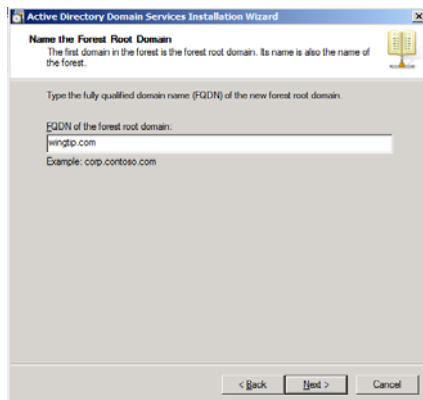 Active Directory Domain Services Installation Wizard
Name the Forest Root Domain
The first domain in the forest is the forest root domain. Its name is also the name of
the forest.
Type the fully qualified domain name (FQDN) of the new forest root domain.
FQDN of the forest root domain:
wingtip.com
Example: corp.contoso.com
< Back
Next >
Cancel